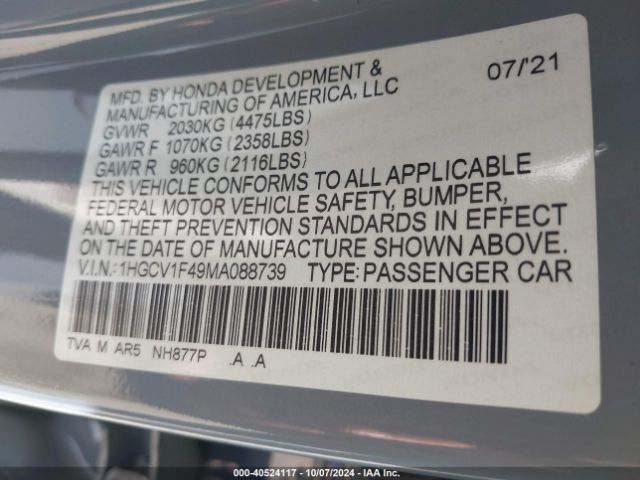 MFD. BY HONDA DEVELOPMENT & 07/'21
MANUFACTURING OF AMERICA, LLC
GVWR 2030KG (4475LBS)
GAWR F 1070KG (2358LBS)
GAWR R 960KG (2116LBS)
THIS VEHICLE CONFORMS TO ALL APPLICABLE
FEDERAL MOTOR VEHICLE SAFETY, BUMPER,
AND THEFT PREVENTION STANDARDS IN EFFECT
ON THE DATE OF MANUFACTURE SHOWN ABOVE.
V.I.N.: 1HGCV1F49MA088739 TYPE: PASSENGER CAR
TVA M AR5 NH877P .A .A
000-40524117 - 10/07/2024 - IAA Inc.